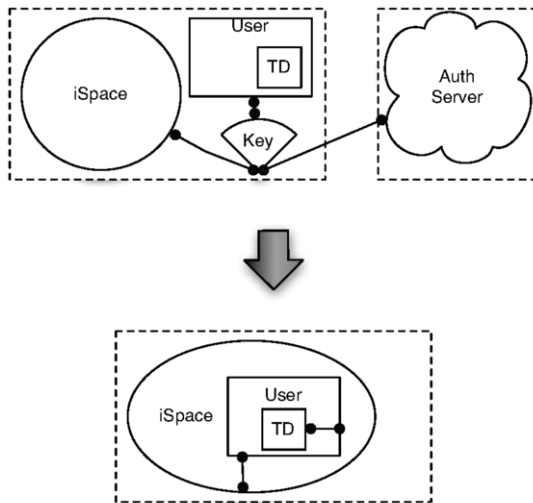 User
TD
iSpace
Auth
Server
Key
User
iSpace
TD